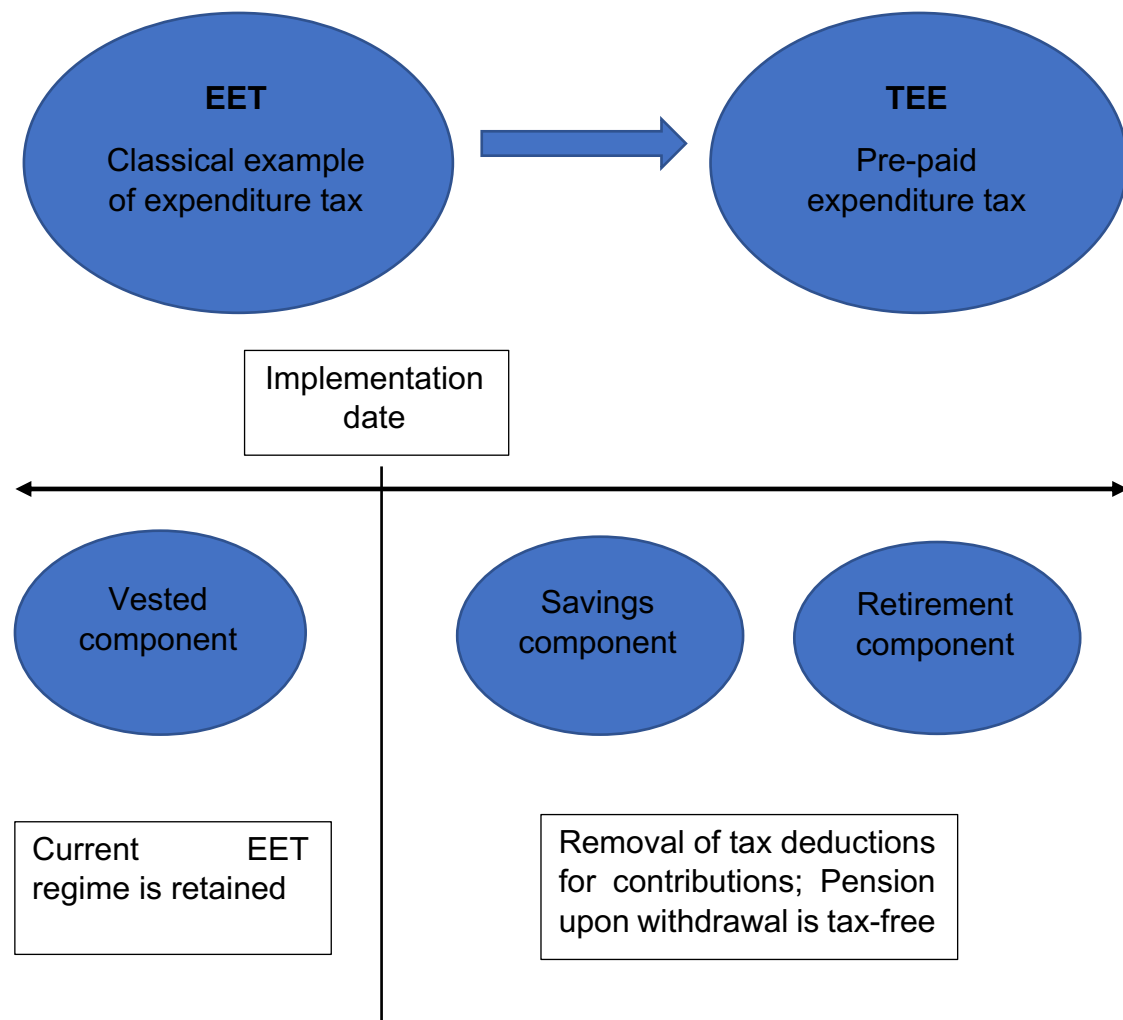 EET
Classical example
of expenditure tax
TEE
Pre-paid
expenditure tax
Implementation
date
Vested
component
Savings
component
Retirement
component
Current EET
regime is retained
Removal of tax deductions
for contributions; Pension
upon withdrawal is tax-free